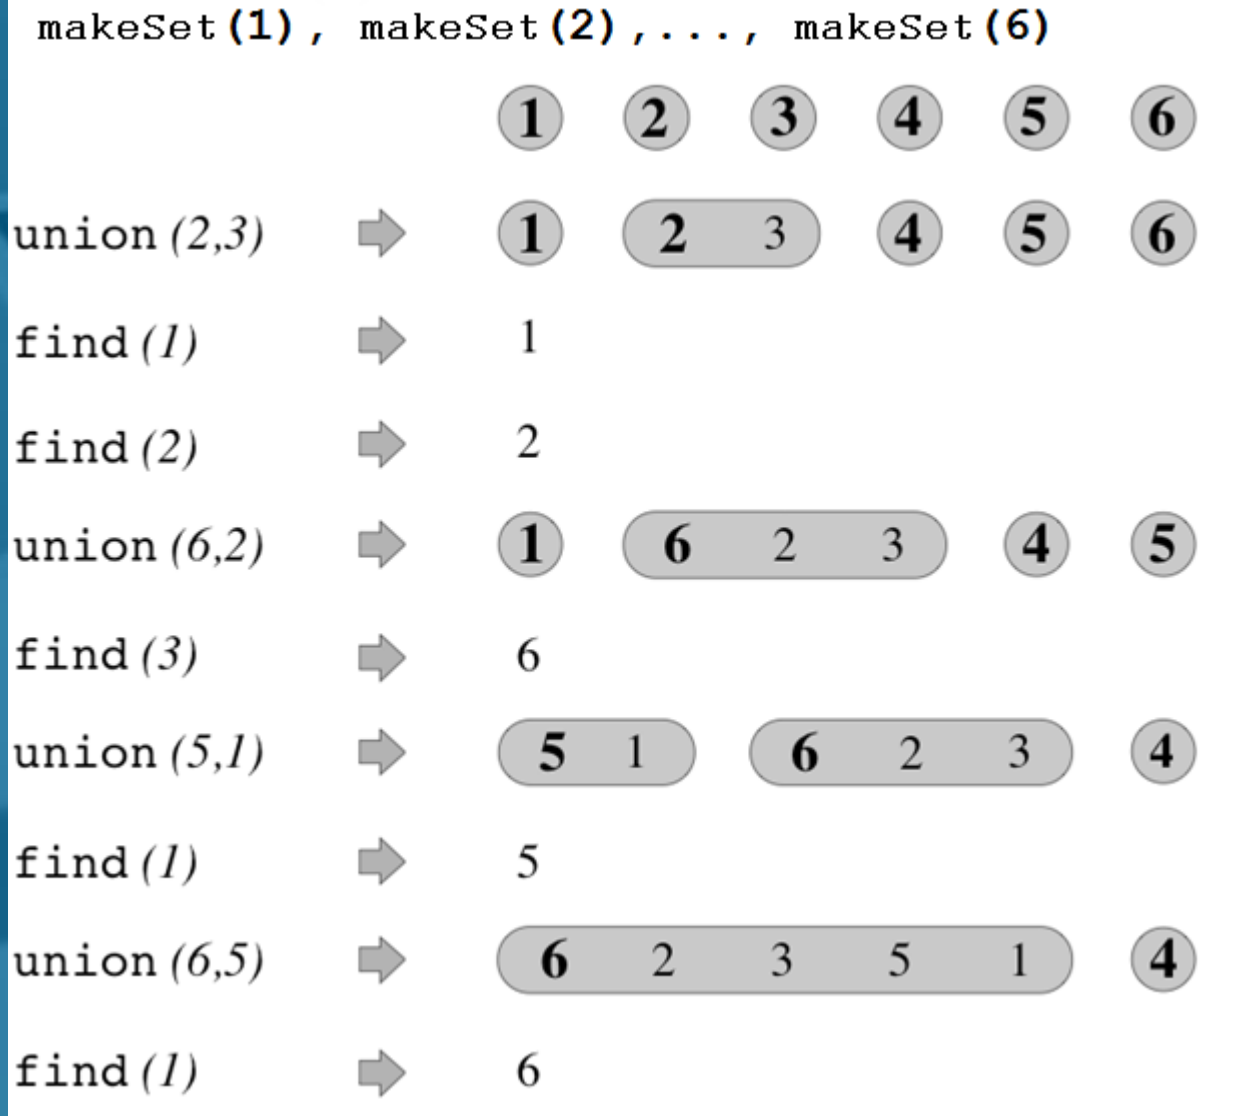 makeSet(1), makeSet(2),..., makeSet(6)
1 2 3 4 5 6
union(2,3) 1 2 3 4 5 6
find(1) 1
find(2) 2
union(6,2) 1 6 2 3 4 5
find(3) 6
union(5,1) 5 1 6 2 3 4
find(1) 5
union(6,5) 6 2 3 5 1 4
find(1) 6